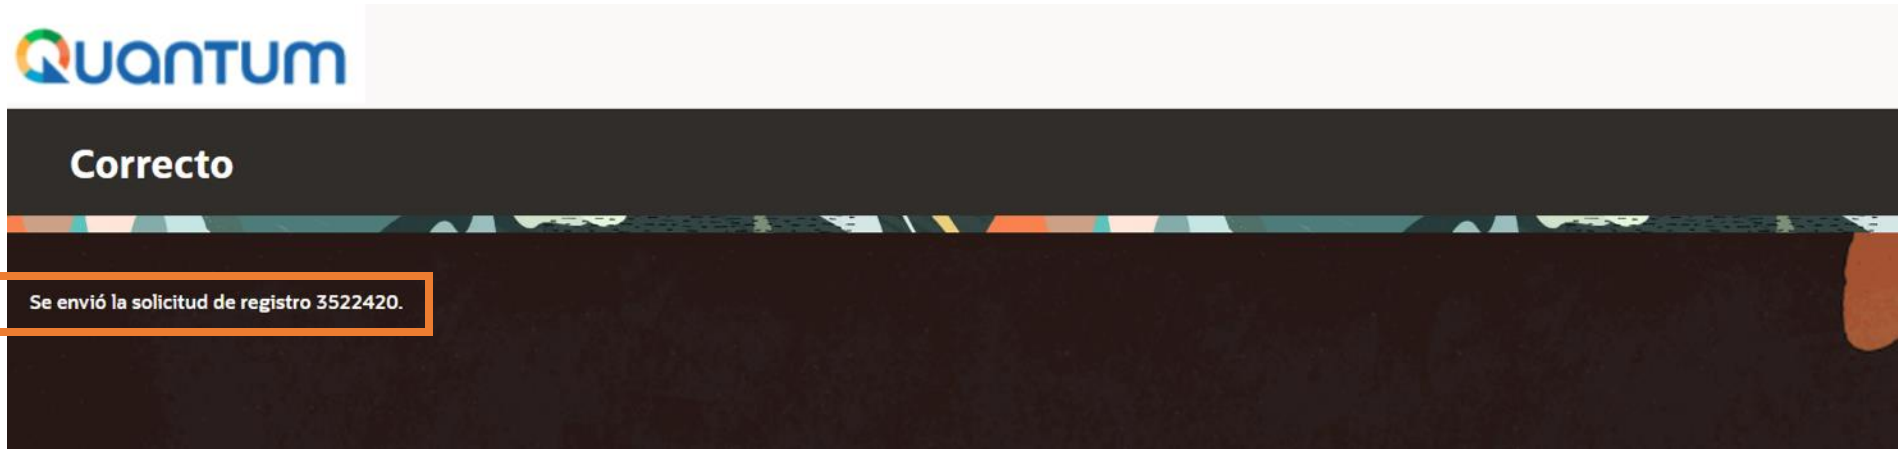 Quantum
Correcto
Se envió la solicitud de registro 3522420.